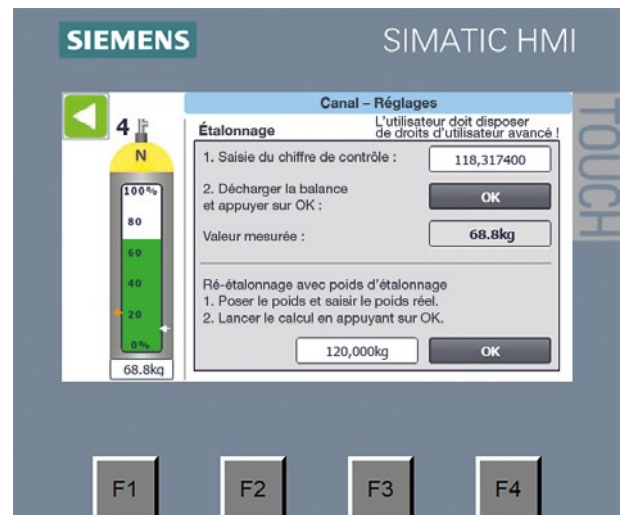 SIEMENS
SIMATIC HMI
TOUCH
Canal – Réglages
4
N
100%
80
60
40
20
0%
68.8kg
Étalonnage
L'utilisateur doit disposer
de droits d'utilisateur avancé !
1. Saisie du chiffre de contrôle :
118,317400
2. Décharger la balance
et appuyer sur OK :
OK
Valeur mesurée :
68.8kg
Ré-étalonnage avec poids d'étalonnage
1. Poser le poids et saisir le poids réel.
2. Lancer le calcul en appuyant sur OK.
120,000kg
OK
F1
F2
F3
F4